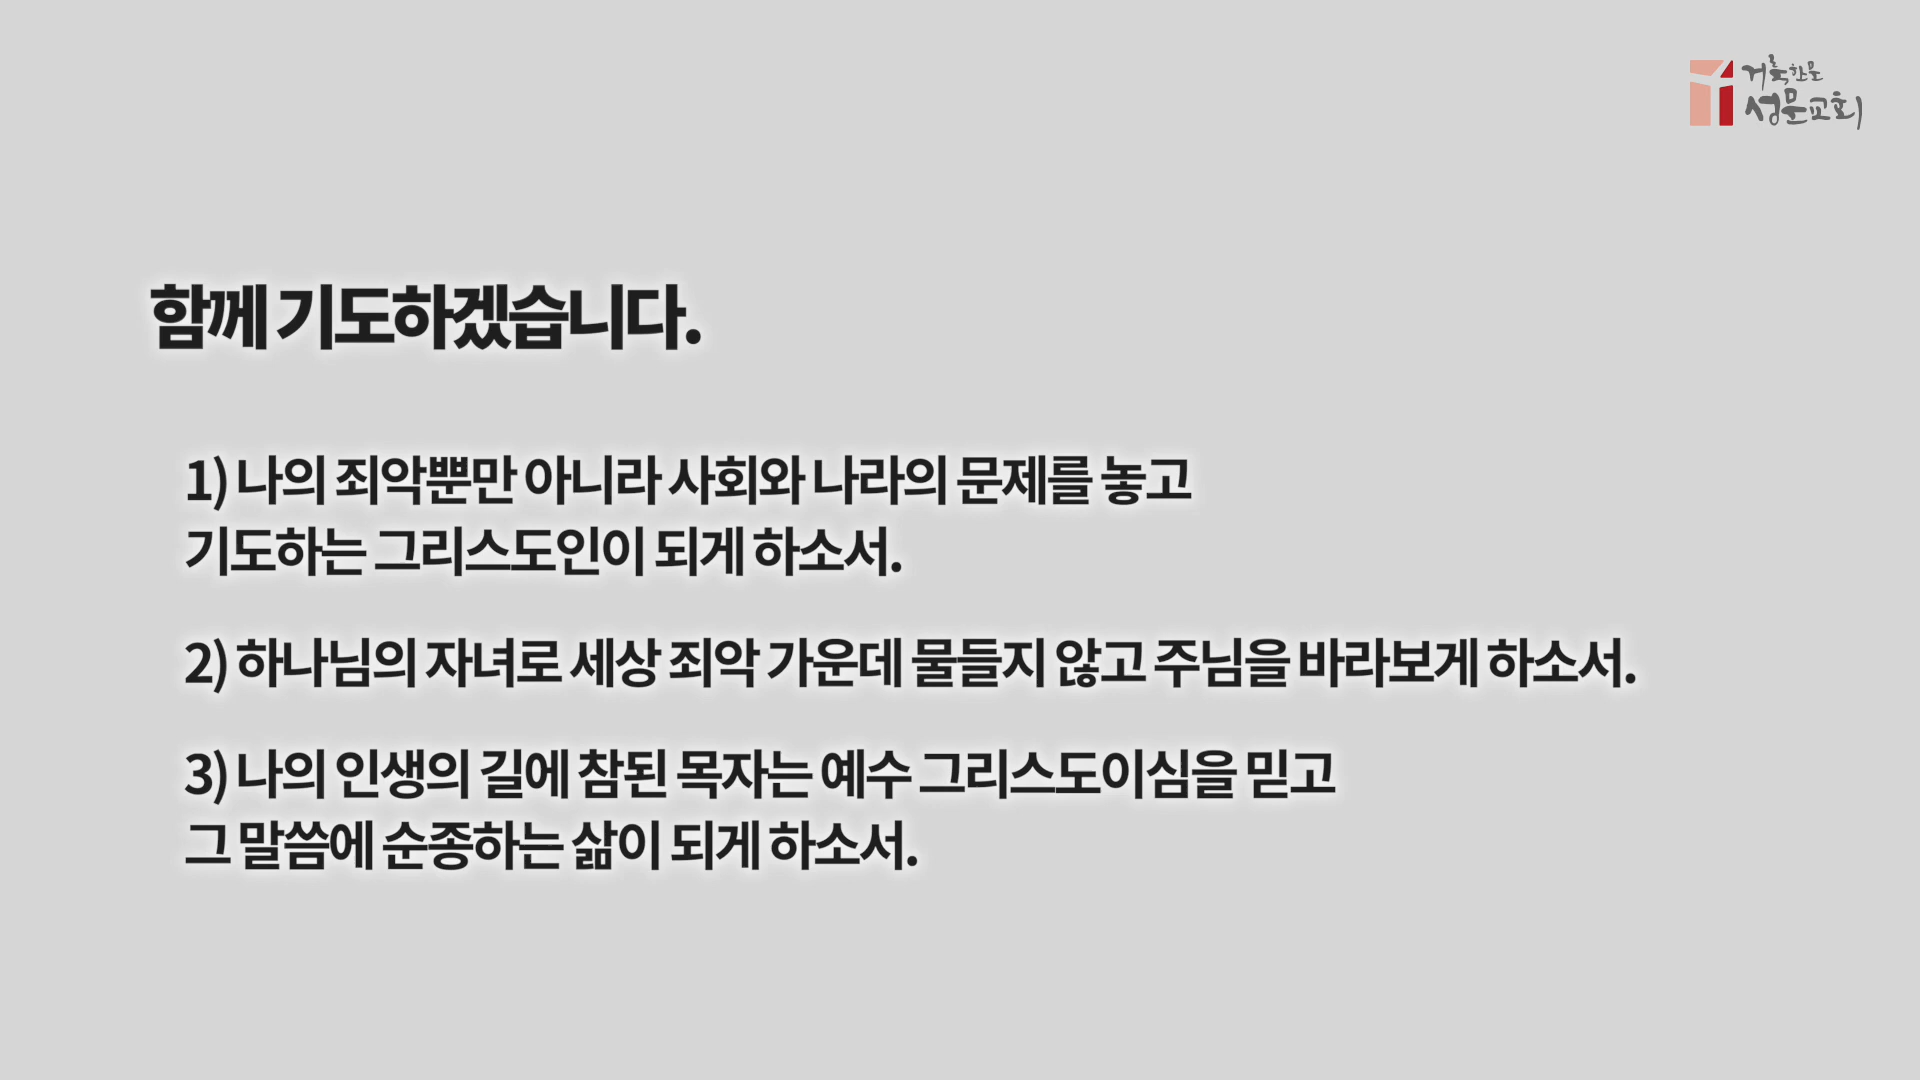 거룩한문
성문교회
함께 기도하겠습니다.
1) 나의 죄악뿐만 아니라 사회와 나라의 문제를 놓고
기도하는 그리스도인이 되게 하소서.
2) 하나님의 자녀로 세상 죄악 가운데 물들지 않고 주님을 바라보게 하소서.
3) 나의 인생의 길에 참된 목자는 예수 그리스도이심을 믿고
그 말씀에 순종하는 삶이 되게 하소서.